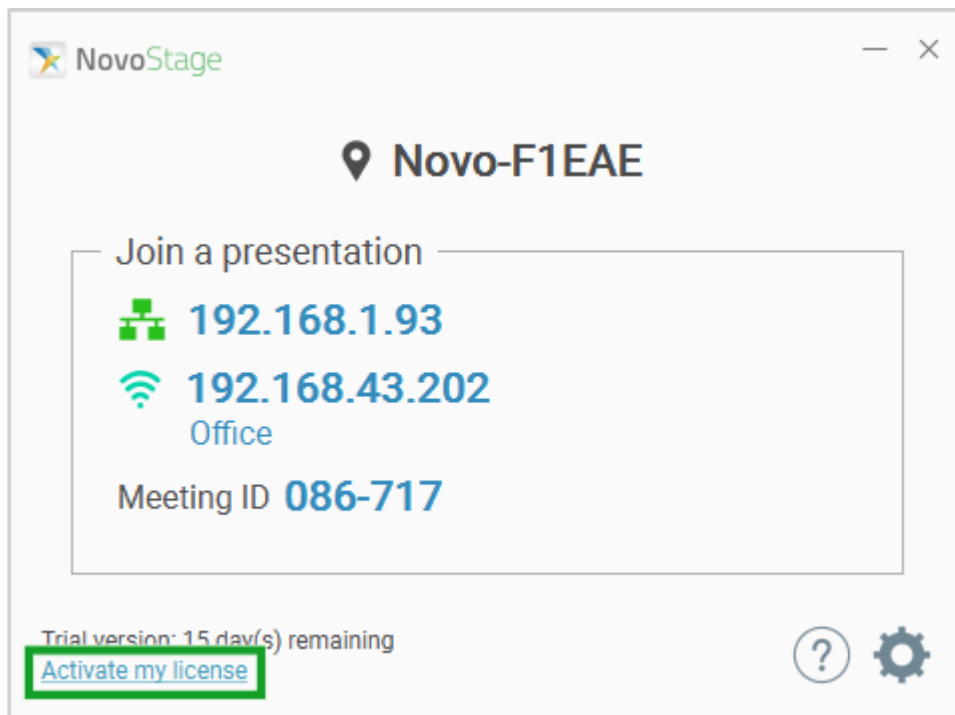 NovoStage
Novo-F1EAE
Join a presentation
192.168.1.93
192.168.43.202
Office
Meeting ID 086-717
Trial version: 15 day(s) remaining
Activate my license
?